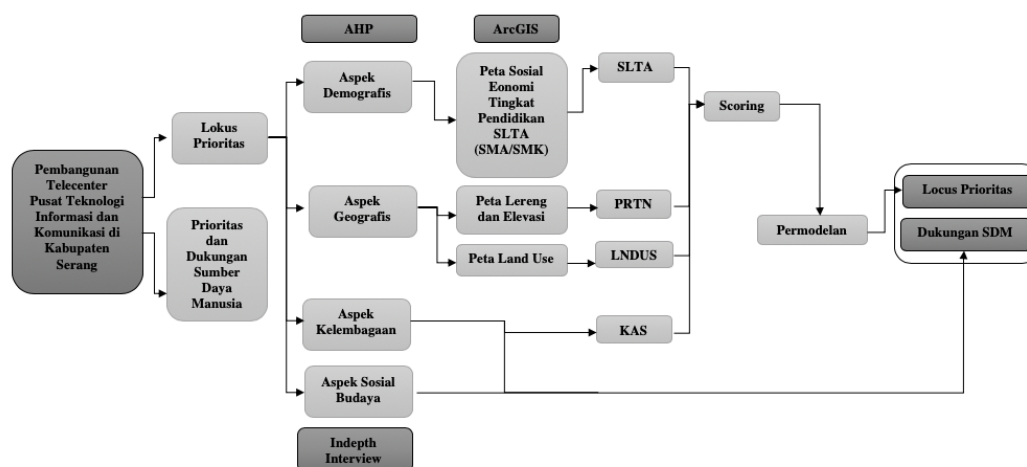 AHP
ArcGIS
Pembangunan
Telecenter
Pusat Teknologi
Informasi dan
Komunikasi di
Kabupaten
Serang
Lokus
Prioritas
Prioritas
dan
Dukungan
Sumber
Daya
Manusia
Aspek
Demografis
Aspek
Geografis
Aspek
Kelembagaan
Aspek Sosial
Budaya
Indepth
Interview
Peta Sosial
Eonomi
Tingkat
Pendidikan
SLTA
(SMA/SMK)
Peta Lereng
dan Elevasi
Peta Land Use
SLTA
PRTN
LNDUS
KAS
Scoring
Permodelan
Locus Prioritas
Dukungan SDM